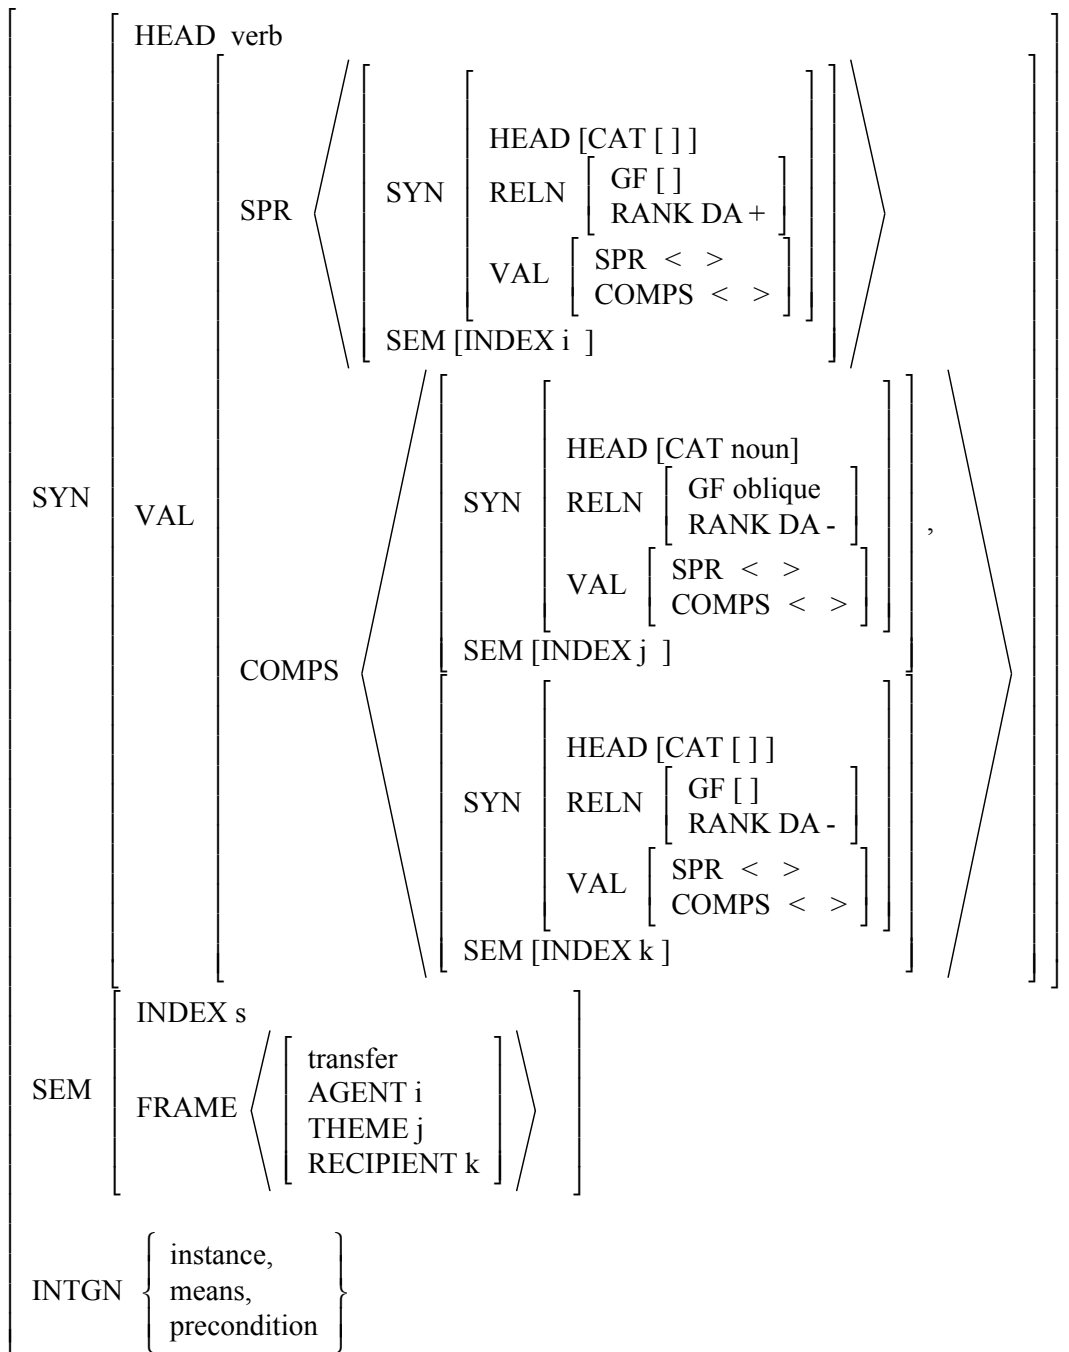 HEAD verb
HEAD [CAT [ ] ]
SYN RELN [ GF [ ]
RANK DA + ]
SPR
VAL [ SPR < >
COMPS < > ]
SEM [INDEX i ]
HEAD [CAT noun]
SYN RELN [ GF oblique
RANK DA - ]
SYN VAL ,
VAL [ SPR < >
COMPS < > ]
SEM [INDEX j ]
COMPS
HEAD [CAT [ ] ]
SYN RELN [ GF [ ]
RANK DA - ]
VAL [ SPR < >
COMPS < > ]
SEM [INDEX k ]
INDEX s
transfer
SEM FRAME AGENT i
THEME j
RECIPIENT k
instance,
INTGN means,
precondition